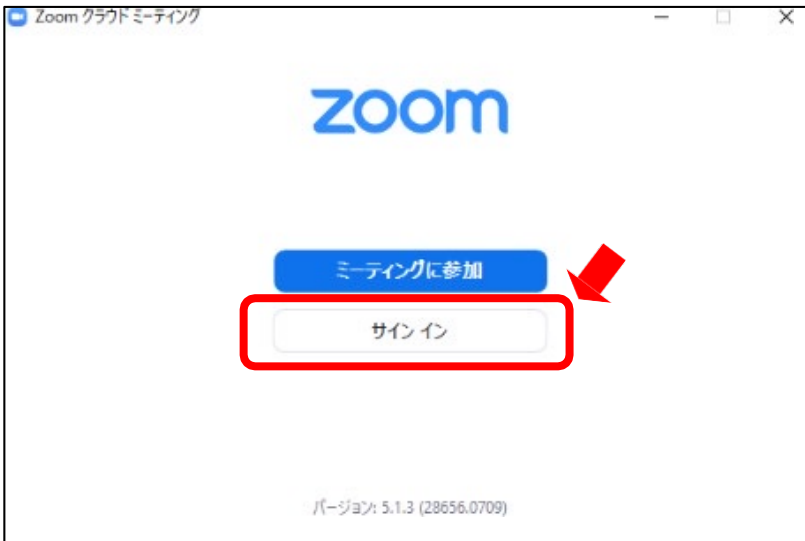 Zoom クラウド ミーティング
zoom
ミーティングに参加
サイン イン
バージョン: 5.1.3 (28656.0709)